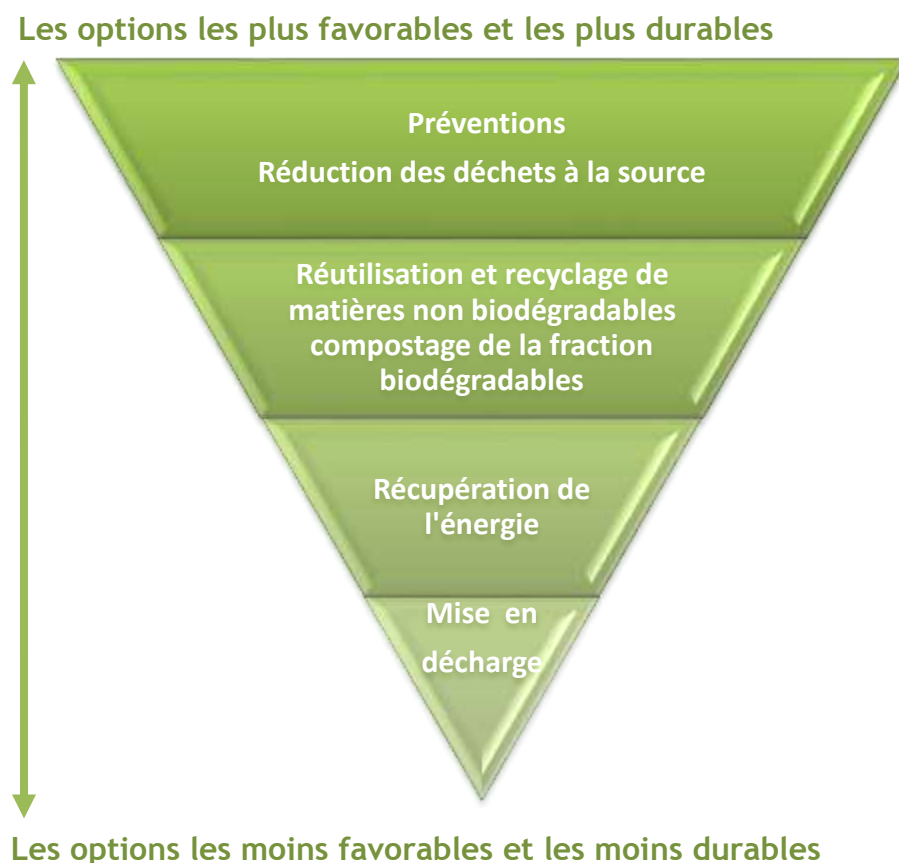 Les options les plus favorables et les plus durables
Préventions
Réduction des déchets à la source
Réutilisation et recyclage de
matières non biodégradables
compostage de la fraction
biodégradables
Récupération de
l'énergie
Mise en
décharge
Les options les moins favorables et les moins durables